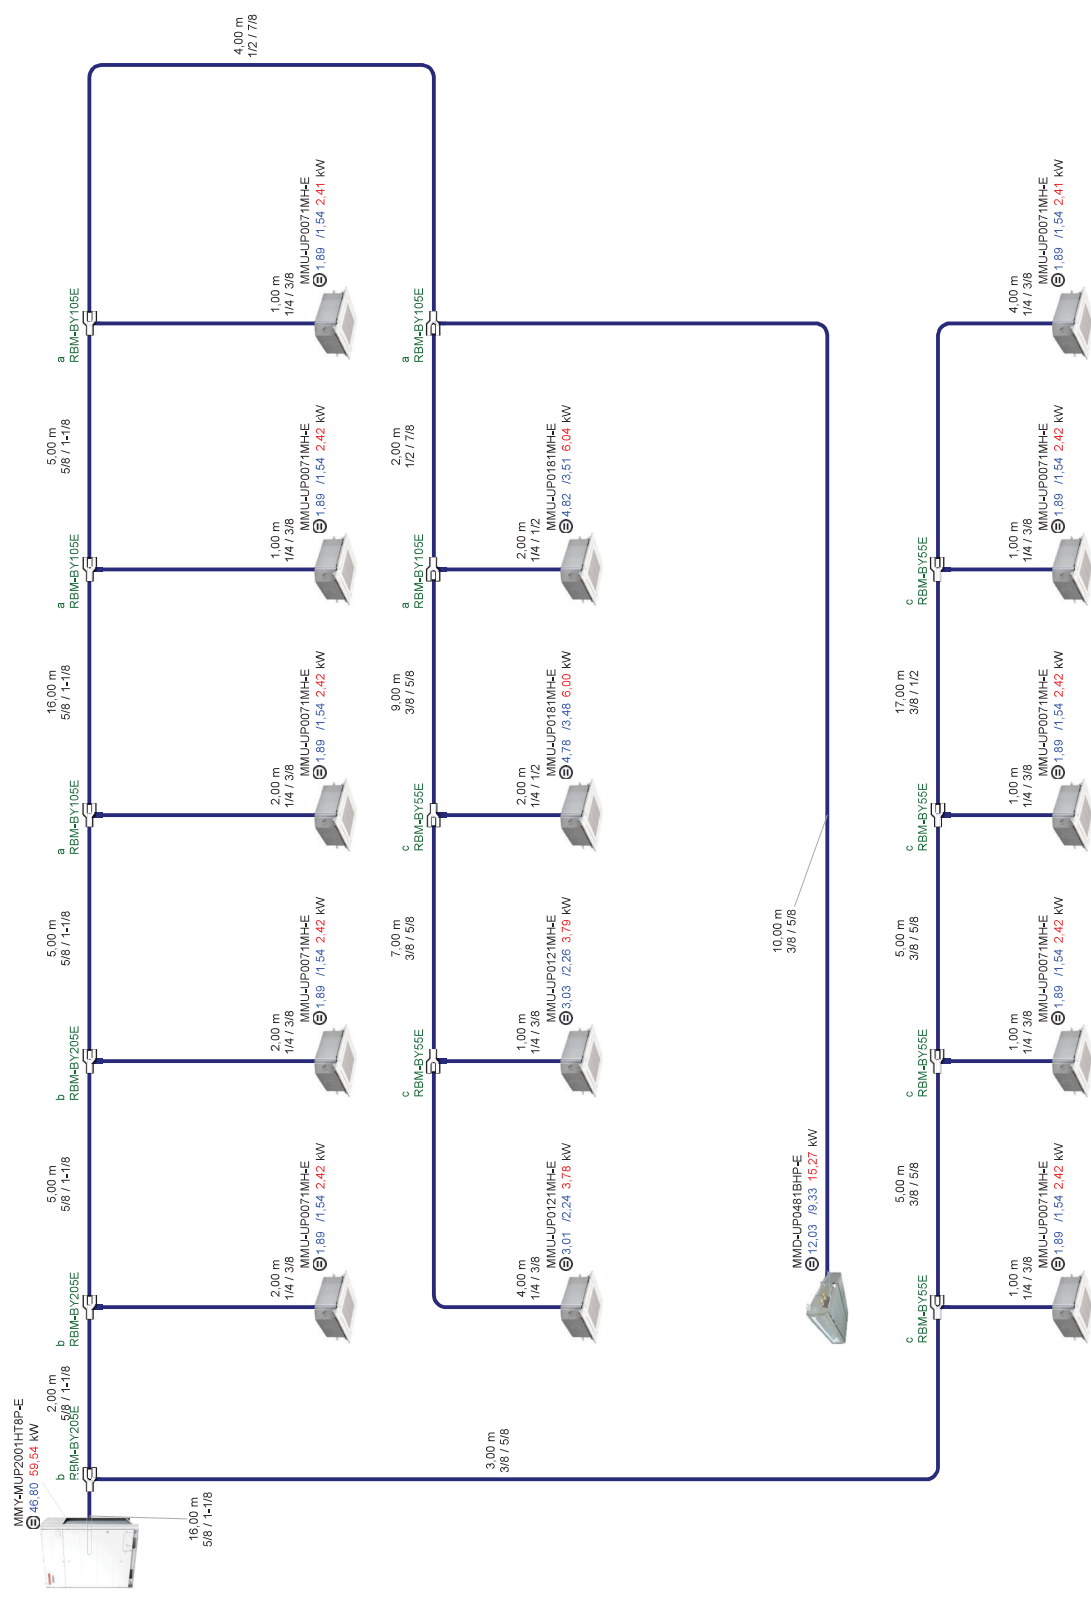 MMY-MUP2001HT8P-E
46,80 59,54 kW
16,00 m
5/8 / 1-1/8
b
RBM-BY205E
2,00 m
5/8 / 1-1/8
b
RBM-BY205E
5,00 m
5/8 / 1-1/8
b
RBM-BY205E
5,00 m
5/8 / 1-1/8
a
RBM-BY105E
16,00 m
5/8 / 1-1/8
a
RBM-BY105E
5,00 m
5/8 / 1-1/8
a
RBM-BY105E
4,00 m
1/2 / 7/8
2,00 m
1/4 / 3/8
MMU-UP0071MH-E
1,89 /1,54 2,42 kW
2,00 m
1/4 / 3/8
MMU-UP0071MH-E
1,89 /1,54 2,42 kW
2,00 m
1/4 / 3/8
MMU-UP0071MH-E
1,89 /1,54 2,42 kW
1,00 m
1/4 / 3/8
MMU-UP0071MH-E
1,89 /1,54 2,42 kW
1,00 m
1/4 / 3/8
MMU-UP0071MH-E
1,89 /1,54 2,41 kW
c
RBM-BY55E
7,00 m
3/8 / 5/8
c
RBM-BY55E
9,00 m
3/8 / 5/8
a
RBM-BY105E
2,00 m
1/2 / 7/8
a
RBM-BY105E
4,00 m
1/4 / 3/8
MMU-UP0121MH-E
3,01 /2,24 3,78 kW
1,00 m
1/4 / 3/8
MMU-UP0121MH-E
3,03 /2,26 3,79 kW
2,00 m
1/4 / 1/2
MMU-UP0181MH-E
4,78 /3,48 6,00 kW
2,00 m
1/4 / 1/2
MMU-UP0181MH-E
4,82 /3,51 6,04 kW
3,00 m
3/8 / 5/8
MMD-UP0481BHP-E
12,03 /9,33 15,27 kW
10,00 m
3/8 / 5/8
c
RBM-BY55E
5,00 m
3/8 / 5/8
c
RBM-BY55E
5,00 m
3/8 / 5/8
c
RBM-BY55E
17,00 m
3/8 / 1/2
c
RBM-BY55E
1,00 m
1/4 / 3/8
MMU-UP0071MH-E
1,89 /1,54 2,42 kW
1,00 m
1/4 / 3/8
MMU-UP0071MH-E
1,89 /1,54 2,42 kW
1,00 m
1/4 / 3/8
MMU-UP0071MH-E
1,89 /1,54 2,42 kW
1,00 m
1/4 / 3/8
MMU-UP0071MH-E
1,89 /1,54 2,42 kW
4,00 m
1/4 / 3/8
MMU-UP0071MH-E
1,89 /1,54 2,41 kW